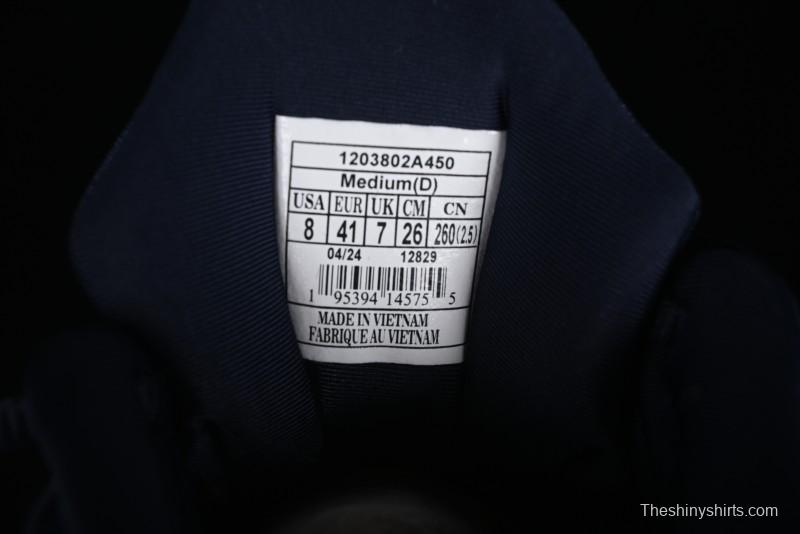 1203802A450
Medium(D)
USA EUR UK CM CN
8 41 7 26 260(2.5)
04/24 12829
1 95394 14575 5
MADE IN VIETNAM
FABRIQUE AU VIETNAM
Theshinyshirts.com